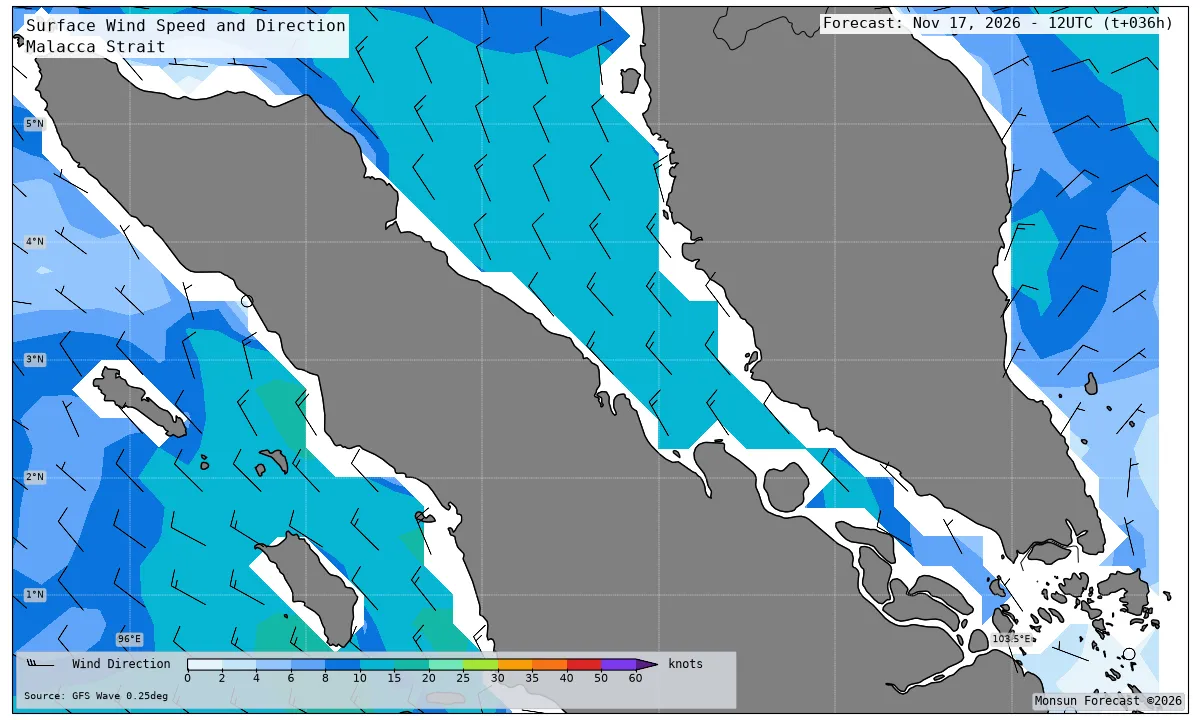 Surface Wind Speed and Direction
Malacca Strait
Forecast: Nov 17, 2026 - 12UTC (t+036h)
5°N
4°N
3°N
2°N
1°N
96°E
103.5°E
Wind Direction
knots
0 2 4 6 8 10 15 20 25 30 35 40 50 60
Source: GFS Wave 0.25deg
Monsun Forecast ©2026